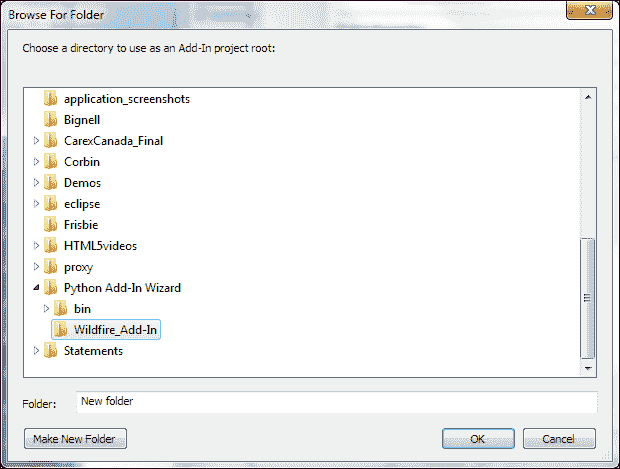 Browse For Folder
Choose a directory to use as an Add-In project root:
application_screenshots
Bignell
CarexCanada_Final
Corbin
Demos
eclipse
Frisbie
HTML5videos
proxy
Python Add-In Wizard
bin
Wildfire_Add-In
Statements
Folder: New folder
Make New Folder OK Cancel